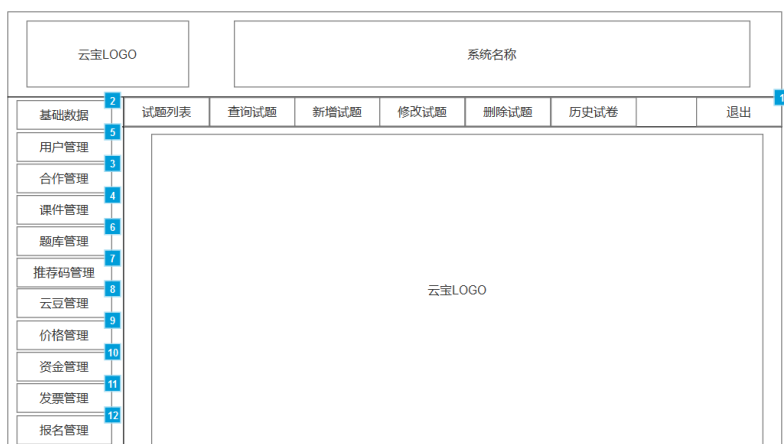 云宝LOGO
系统名称
1
试题列表 查询试题 新增试题 修改试题 删除试题 历史试卷 退出
2
基础数据
5
用户管理
3
合作管理
4
课件管理
6
题库管理
7
推荐码管理
8
云豆管理
9
价格管理
10
资金管理
11
发票管理
12
报名管理
云宝LOGO